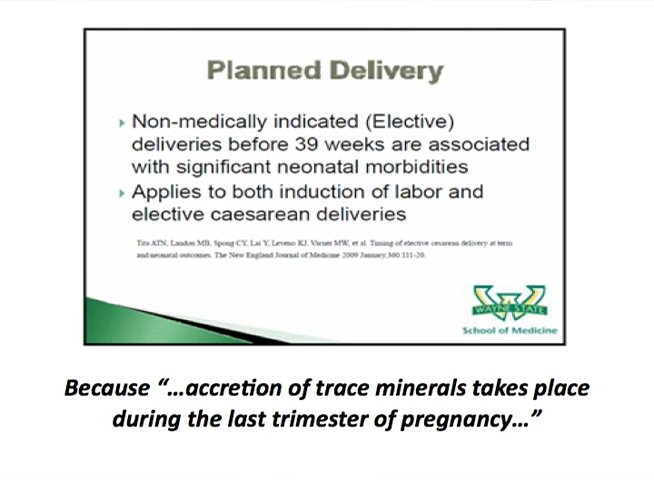 Planned Delivery
Non-medically indicated (Elective)
deliveries before 39 weeks are associated
with significant neonatal morbidities
Applies to both induction of labor and
elective caesarean deliveries
Tita ATN, Landon MB, Spong CY, Lai Y, Leveno KJ, Varner MW, et al. Timing of elective cesarean delivery at term
and neonatal outcomes. The New England Journal of Medicine 2009 January;360:111-20.
WAYNE STATE
School of Medicine
Because “…accretion of trace minerals takes place
during the last trimester of pregnancy…”